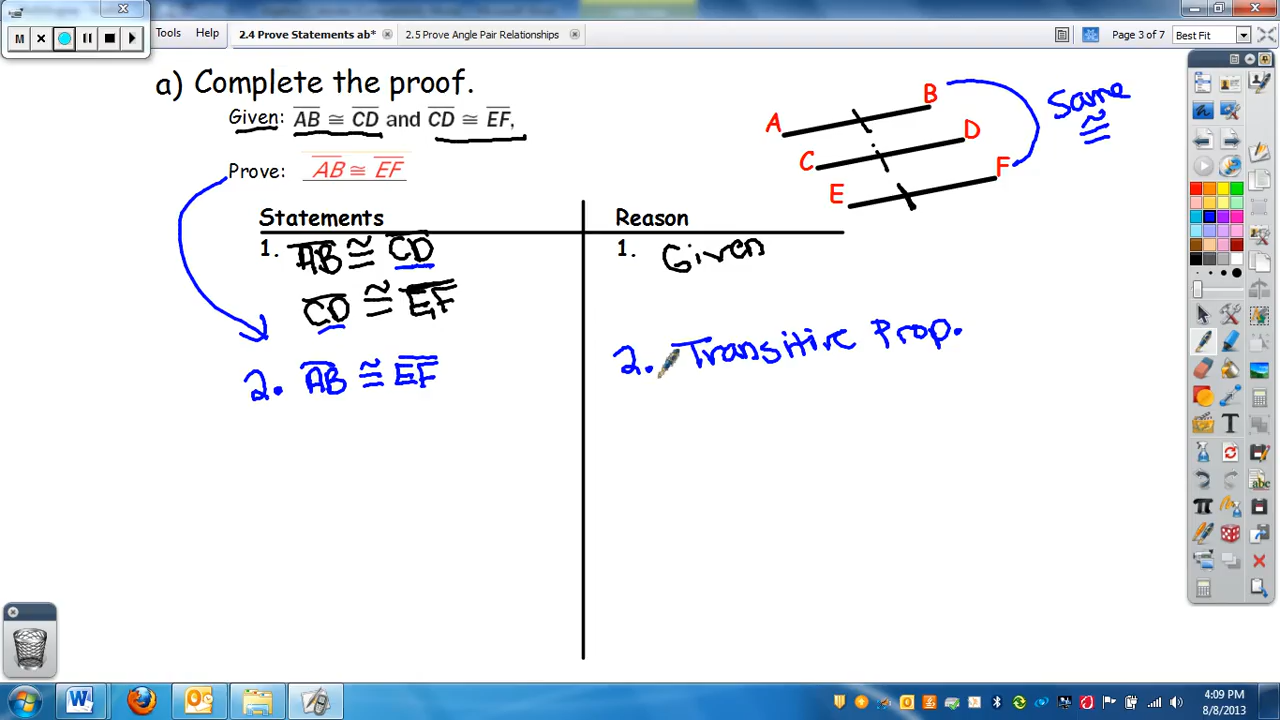 Tools Help 2.4 Prove Statements ab* 2.5 Prove Angle Pair Relationships Page 3 of 7 Best Fit
M
a) Complete the proof.
Given: AB ≅ CD and CD ≅ EF,
Prove: AB ≅ EF
A B
C D
E F
Same
≅
Statements Reason
1. AB ≅ CD 1. Given
CD ≅ EF
2. AB ≅ EF 2. Transitive Prop.
T
π
abc
W
4:09 PM
8/8/2013